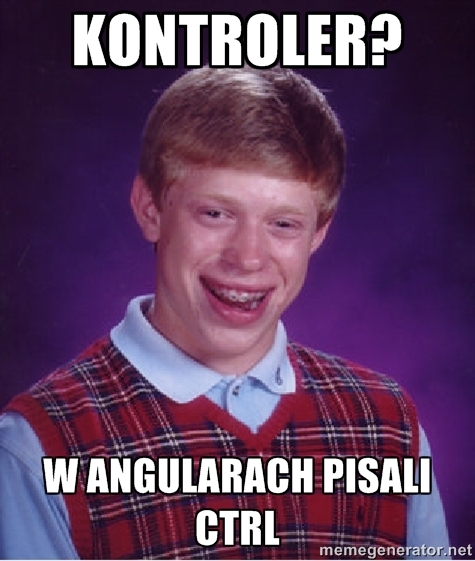 KONTROLER?
W ANGULARACH PISALI
CTRL
memegenerator.net